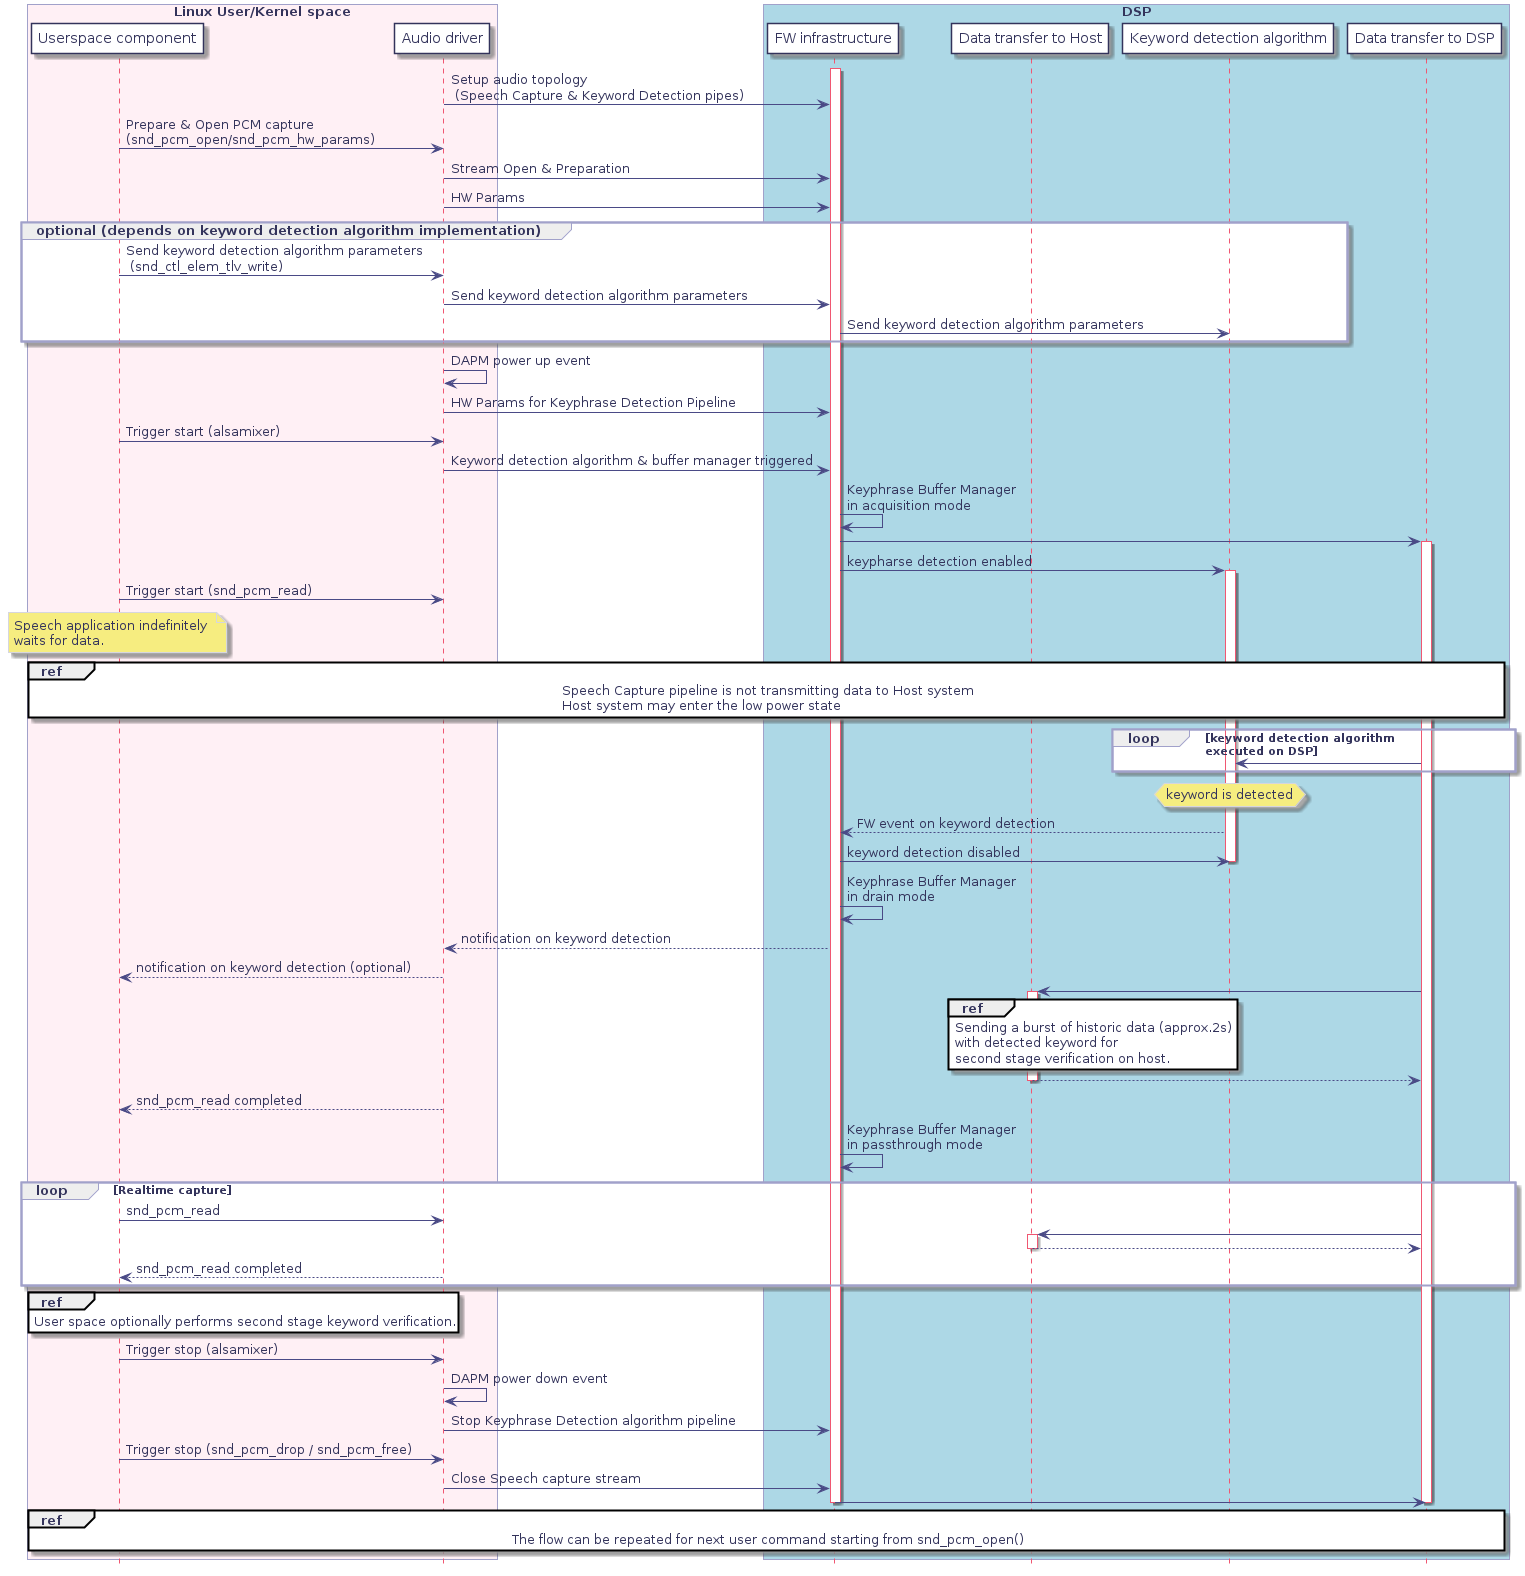 Linux User/Kernel space
DSP
Userspace component
Audio driver
FW infrastructure
Data transfer to Host
Keyword detection algorithm
Data transfer to DSP
Setup audio topology
(Speech Capture & Keyword Detection pipes)
Prepare & Open PCM capture
(snd_pcm_open/snd_pcm_hw_params)
Stream Open & Preparation
HW Params
optional (depends on keyword detection algorithm implementation)
Send keyword detection algorithm parameters
(snd_ctl_elem_tlv_write)
Send keyword detection algorithm parameters
Send keyword detection algorithm parameters
DAPM power up event
HW Params for Keyphrase Detection Pipeline
Trigger start (alsamixer)
Keyword detection algorithm & buffer manager triggered
Keyphrase Buffer Manager
in acquisition mode
keypharse detection enabled
Trigger start (snd_pcm_read)
Speech application indefinitely
waits for data.
ref
Speech Capture pipeline is not transmitting data to Host system
Host system may enter the low power state
loop
[keyword detection algorithm
executed on DSP]
keyword is detected
FW event on keyword detection
keyword detection disabled
Keyphrase Buffer Manager
in drain mode
notification on keyword detection
notification on keyword detection (optional)
ref
Sending a burst of historic data (approx.2s)
with detected keyword for
second stage verification on host.
snd_pcm_read completed
Keyphrase Buffer Manager
in passthrough mode
loop
[Realtime capture]
snd_pcm_read
snd_pcm_read completed
ref
User space optionally performs second stage keyword verification.
Trigger stop (alsamixer)
DAPM power down event
Stop Keyphrase Detection algorithm pipeline
Trigger stop (snd_pcm_drop / snd_pcm_free)
Close Speech capture stream
ref
The flow can be repeated for next user command starting from snd_pcm_open()